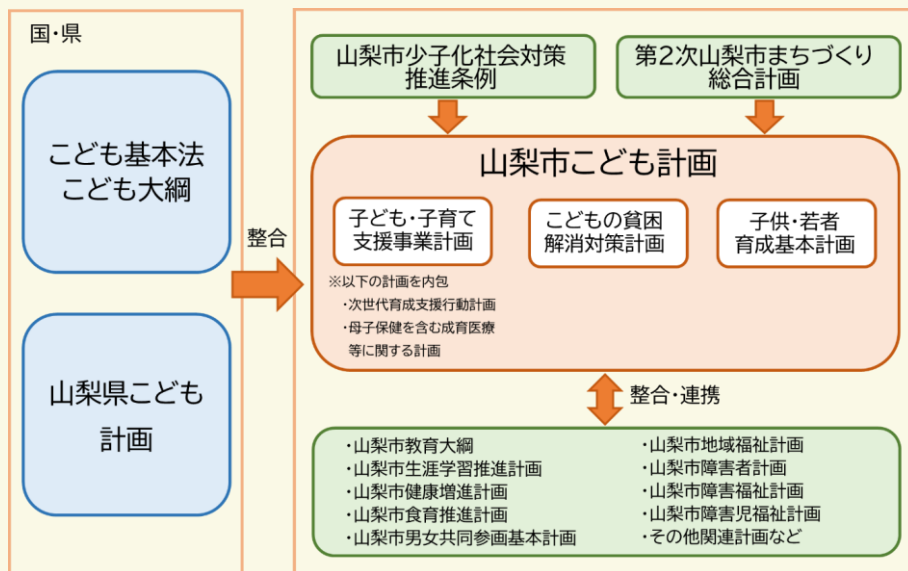 国・県
こども基本法
こども大綱
山梨県こども
計画
整合
山梨市少子化社会対策
推進条例
第2次山梨市まちづくり
総合計画
山梨市こども計画
子ども・子育て
支援事業計画
こどもの貧困
解消対策計画
子供・若者
育成基本計画
※以下の計画を内包
・次世代育成支援行動計画
・母子保健を含む成育医療
等に関する計画
整合・連携
・山梨市教育大綱
・山梨市生涯学習推進計画
・山梨市健康増進計画
・山梨市食育推進計画
・山梨市男女共同参画基本計画
・山梨市地域福祉計画
・山梨市障害者計画
・山梨市障害福祉計画
・山梨市障害児福祉計画
・その他関連計画など